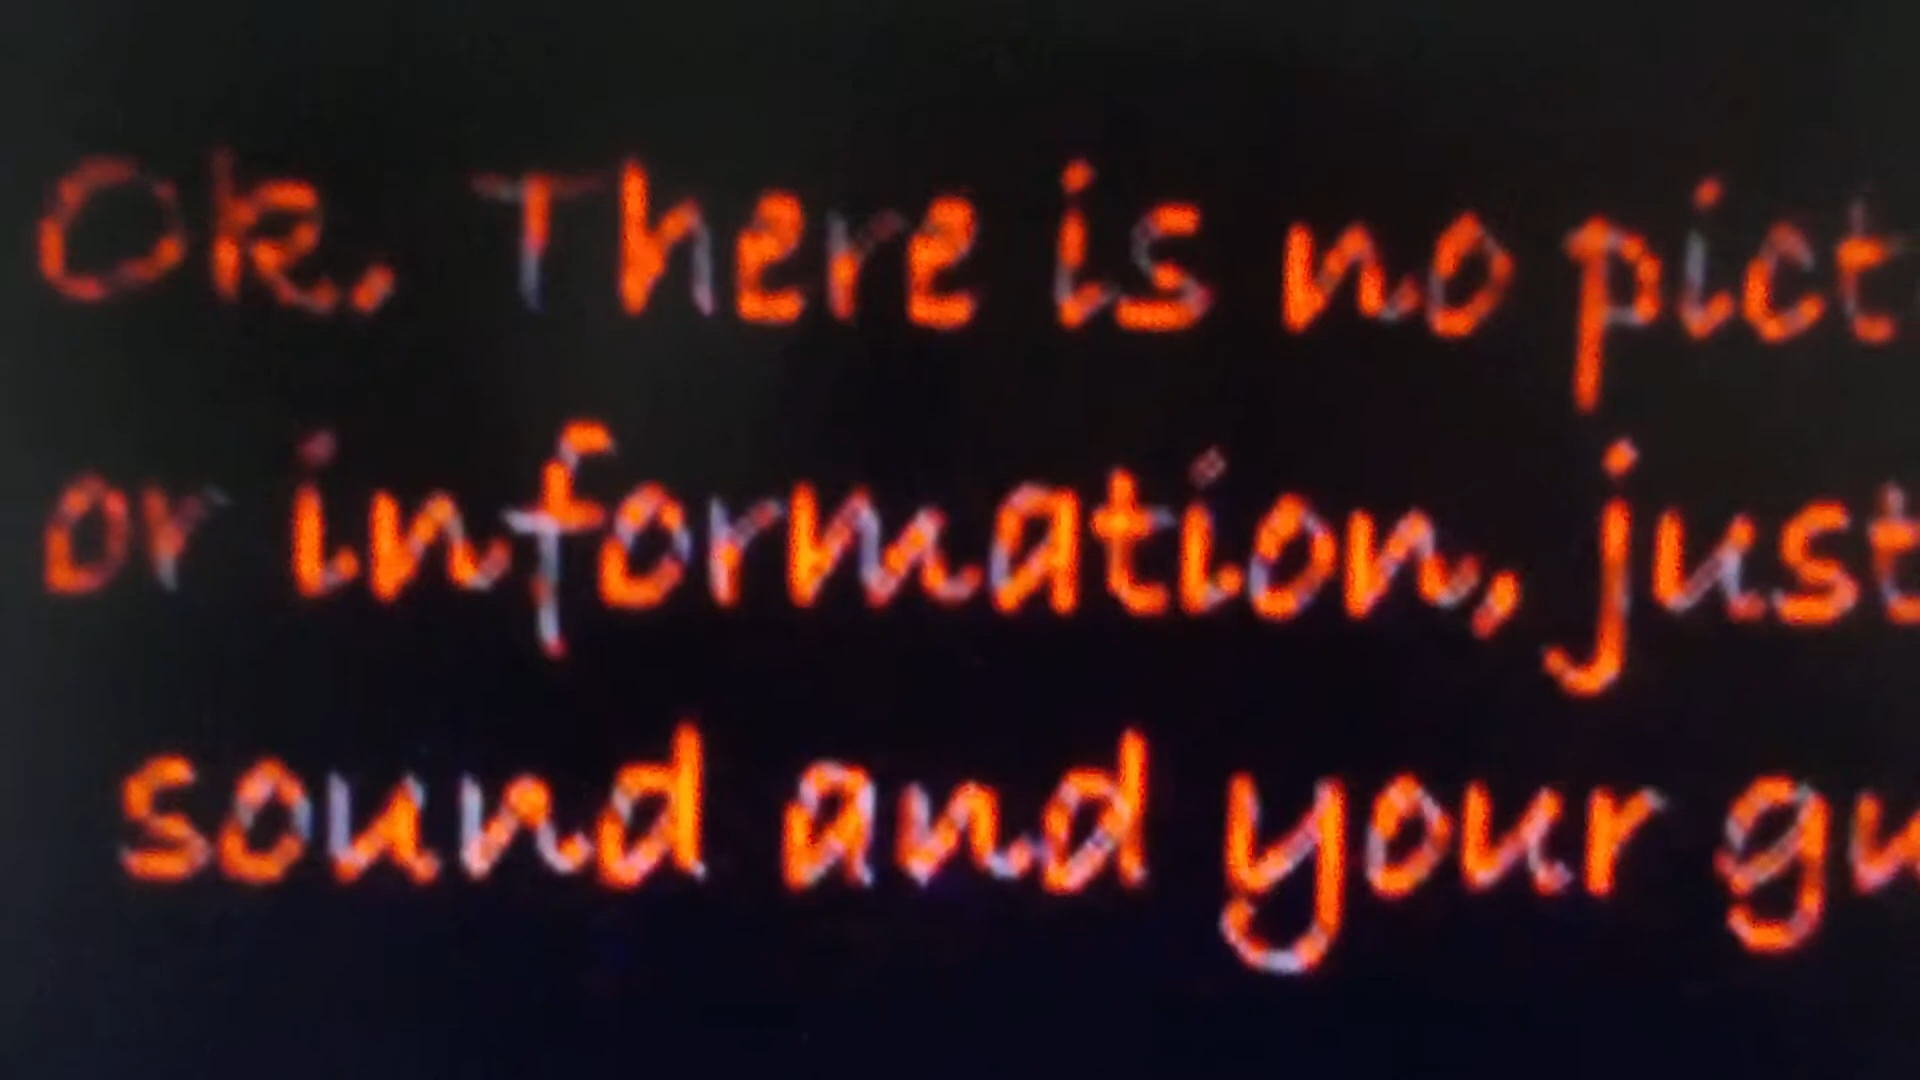 Ok. There is no pict
or information, just
sound and your gu